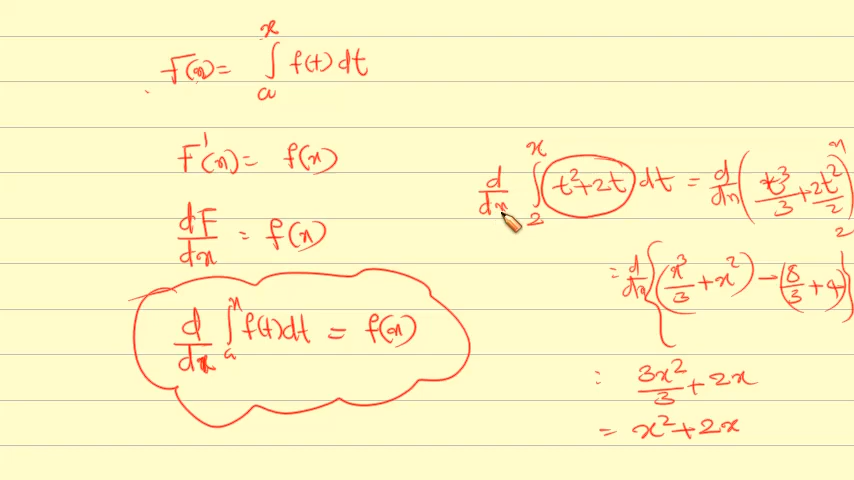 F(x) = ∫_a^x f(t) dt
F'(x) = f(x)
dF/dx = f(x)
d/dx ∫_a^x f(t) dt = f(x)
d/dx ∫_2^x (t²+2t) dt = d/dx (t³/3 + 2t²/2)_2^x
= d/dx {(x³/3 + x²) - (8/3 + 4)}
: 3x²/3 + 2x
= x²+2x